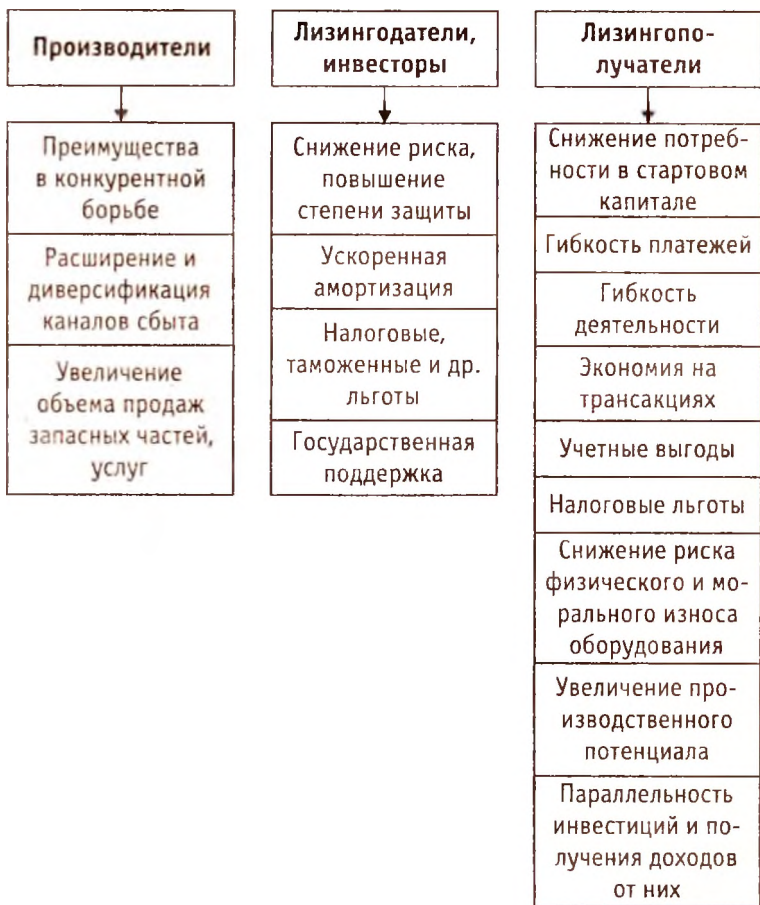 Производители
Преимущества
в конкурентной
борьбе
Расширение и
диверсификация
каналов сбыта
Увеличение
объема продаж
запасных частей,
услуг
Лизингодатели,
инвесторы
Снижение риска,
повышение
степени защиты
Ускоренная
амортизация
Налоговые,
таможенные и др.
льготы
Государственная
поддержка
Лизингопо-
лучатели
Снижение потреб-
ности в стартовом
капитале
Гибкость платежей
Гибкость
деятельности
Экономия на
трансакциях
Учетные выгоды
Налоговые льготы
Снижение риска
физического и мо-
рального износа
оборудования
Увеличение про-
изводственного
потенциала
Параллельность
инвестиций и по-
лучения доходов
от них